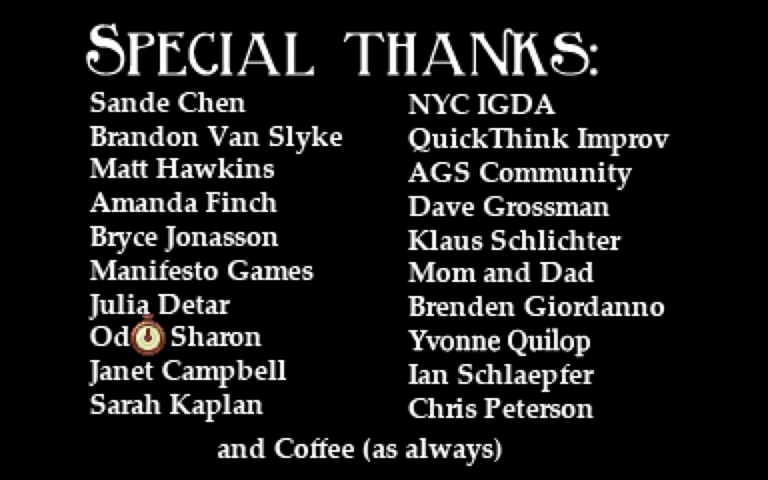 Special thanks:
Sande Chen
Brandon Van Slyke
Matt Hawkins
Amanda Finch
Bryce Jonasson
Manifesto Games
Julia Detar
Sharon
Janet Campbell
Sarah Kaplan
NYC IGDA
QuickThink Improv
AGS Community
Dave Grossman
Klaus Schlichter
Mom and Dad
Brenden Giordanno
Yvonne Quilop
Ian Schlaepfer
Chris Peterson
and Coffee (as always)